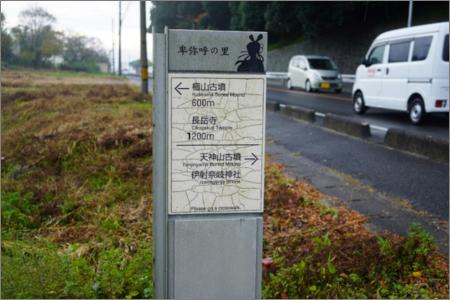 卑弥呼の里
櫛山古墳
Kushiyama Burial Mound
600m
長岳寺
Chogakuji Temple
1200m
天神山古墳
Tenjinyama Burial Mound
伊射奈岐神社
Izanagi Shrine